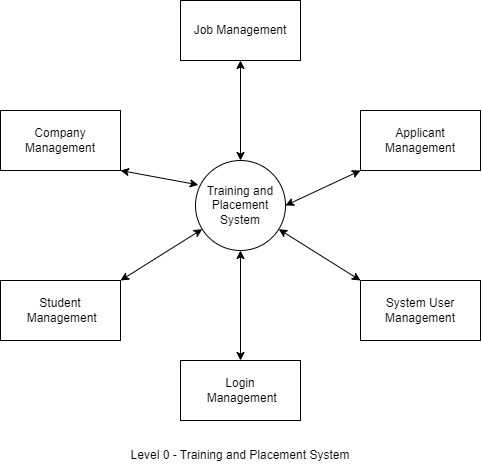 Job Management
Company
Management
Applicant
Management
Training and
Placement
System
Student
Management
System User
Management
Login
Management
Level 0 - Training and Placement System